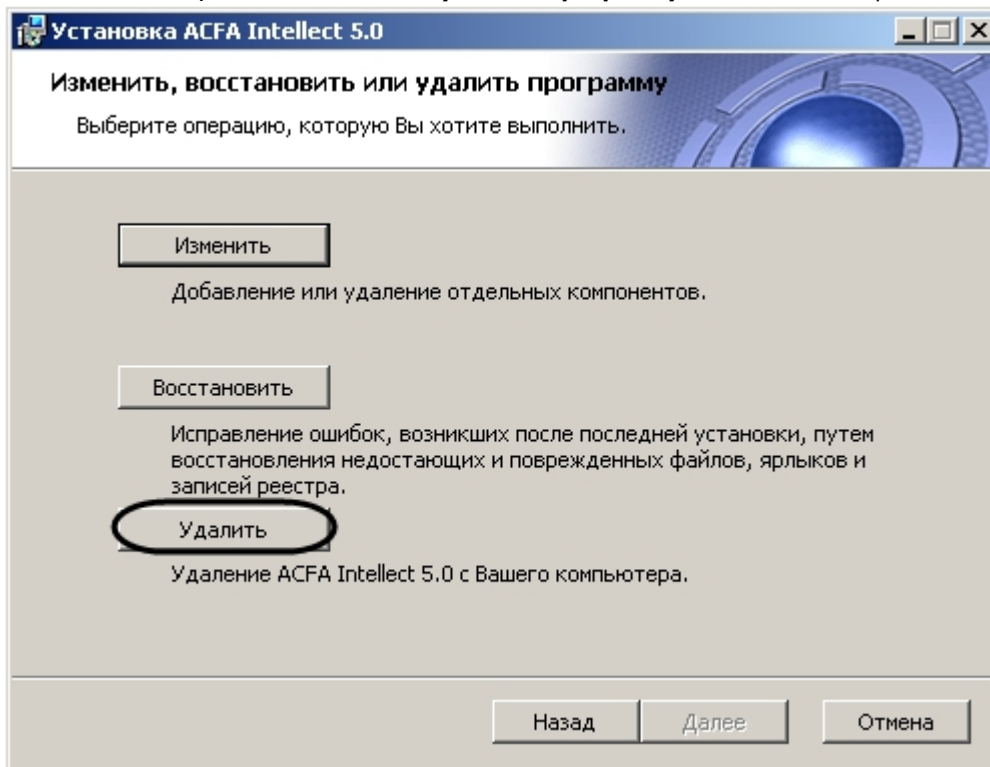 Установка ACFA Intellect 5.0
Изменить, восстановить или удалить программу
Выберите операцию, которую Вы хотите выполнить.
Изменить
Добавление или удаление отдельных компонентов.
Восстановить
Исправление ошибок, возникших после последней установки, путем
восстановления недостающих и поврежденных файлов, ярлыков и
записей реестра.
Удалить
Удаление ACFA Intellect 5.0 с Вашего компьютера.
Назад
Далее
Отмена